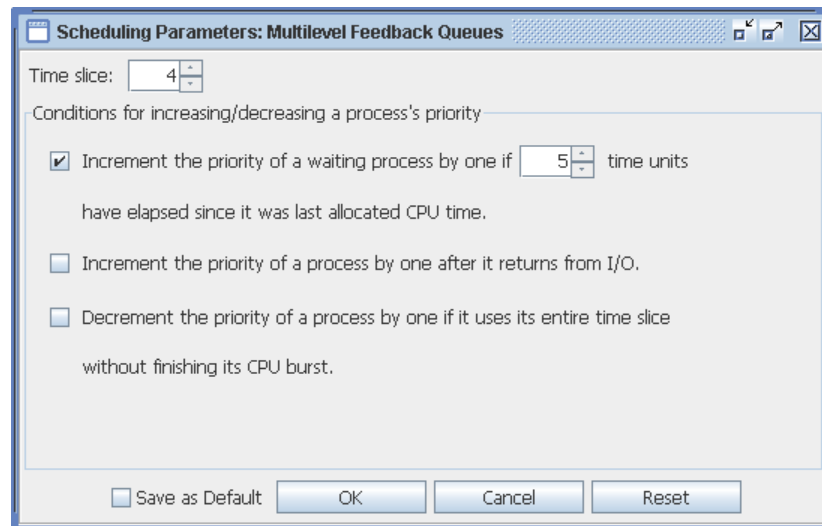 Scheduling Parameters: Multilevel Feedback Queues
Time slice: 4
Conditions for increasing/decreasing a process's priority
Increment the priority of a waiting process by one if 5 time units
have elapsed since it was last allocated CPU time.
Increment the priority of a process by one after it returns from I/O.
Decrement the priority of a process by one if it uses its entire time slice
without finishing its CPU burst.
Save as Default OK Cancel Reset